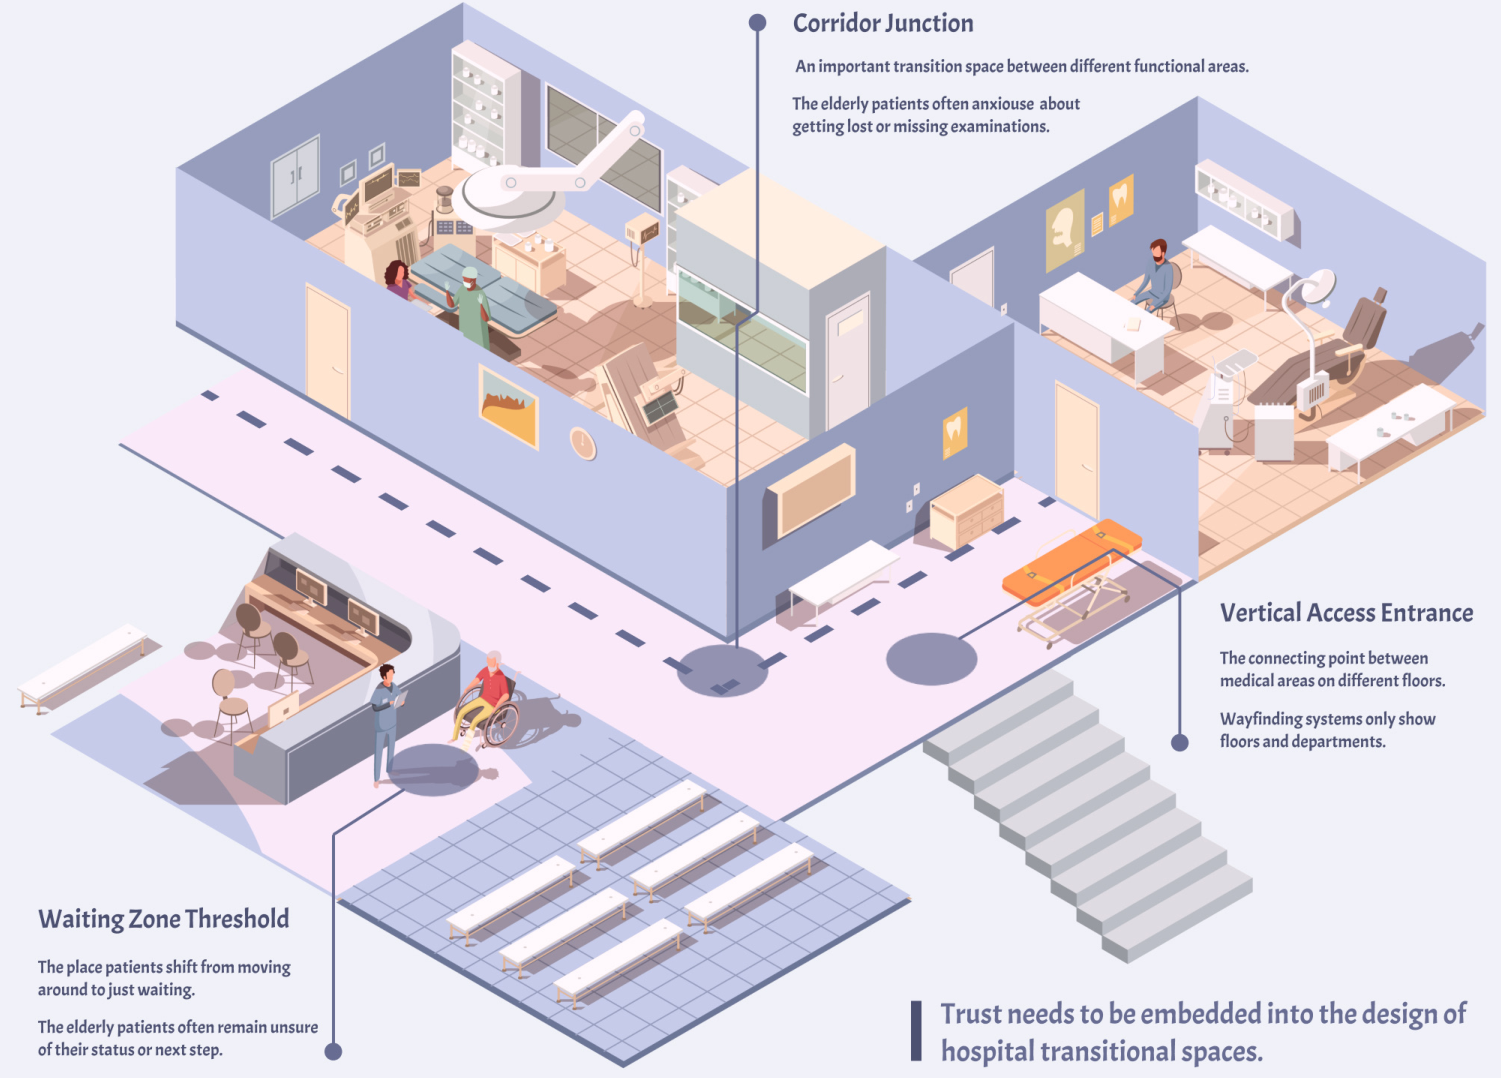 Corridor Junction
An important transition space between different functional areas.
The elderly patients often anxiouse about
getting lost or missing examinations.
Vertical Access Entrance
The connecting point between
medical areas on different floors.
Wayfinding systems only show
floors and departments.
Waiting Zone Threshold
The place patients shift from moving
around to just waiting.
The elderly patients often remain unsure
of their status or next step.
Trust needs to be embedded into the design of
hospital transitional spaces.